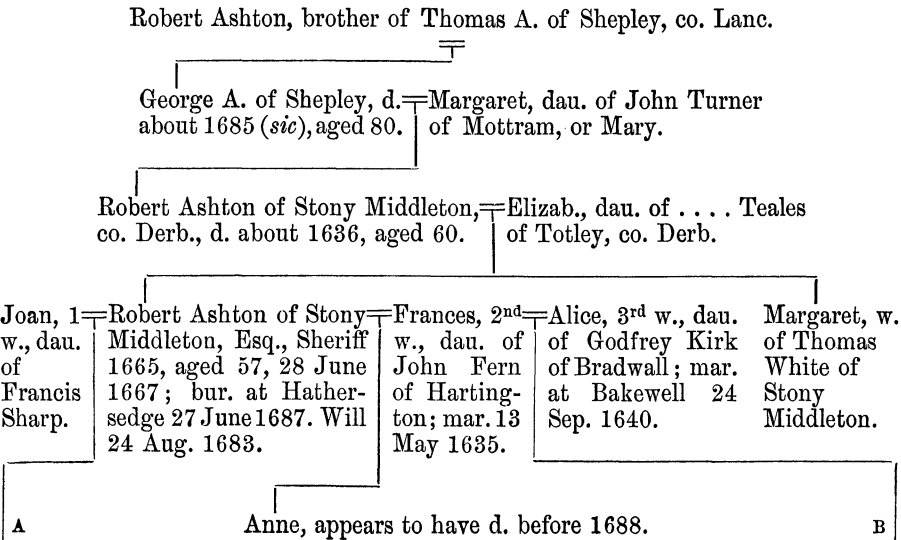 Robert Ashton, brother of Thomas A. of Shepley, co. Lanc.
George A. of Shepley, d.
about 1685 (sic), aged 80.
Margaret, dau. of John Turner
of Mottram, or Mary.
Robert Ashton of Stony Middleton,
co. Derb., d. about 1636, aged 60.
Elizab., dau. of . . . . Teales
of Totley, co. Derb.
Joan, 1
w., dau.
of
Francis
Sharp.
Robert Ashton of Stony
Middleton, Esq., Sheriff
1665, aged 57, 28 June
1667; bur. at Hather-
sedge 27 June 1687. Will
24 Aug. 1683.
Frances, 2nd
w., dau. of
John Fern
of Harting-
ton; mar. 13
May 1635.
Alice, 3rd w., dau.
of Godfrey Kirk
of Bradwall; mar.
at Bakewell 24
Sep. 1640.
Margaret, w.
of Thomas
White of
Stony
Middleton.
A
Anne, appears to have d. before 1688.
B